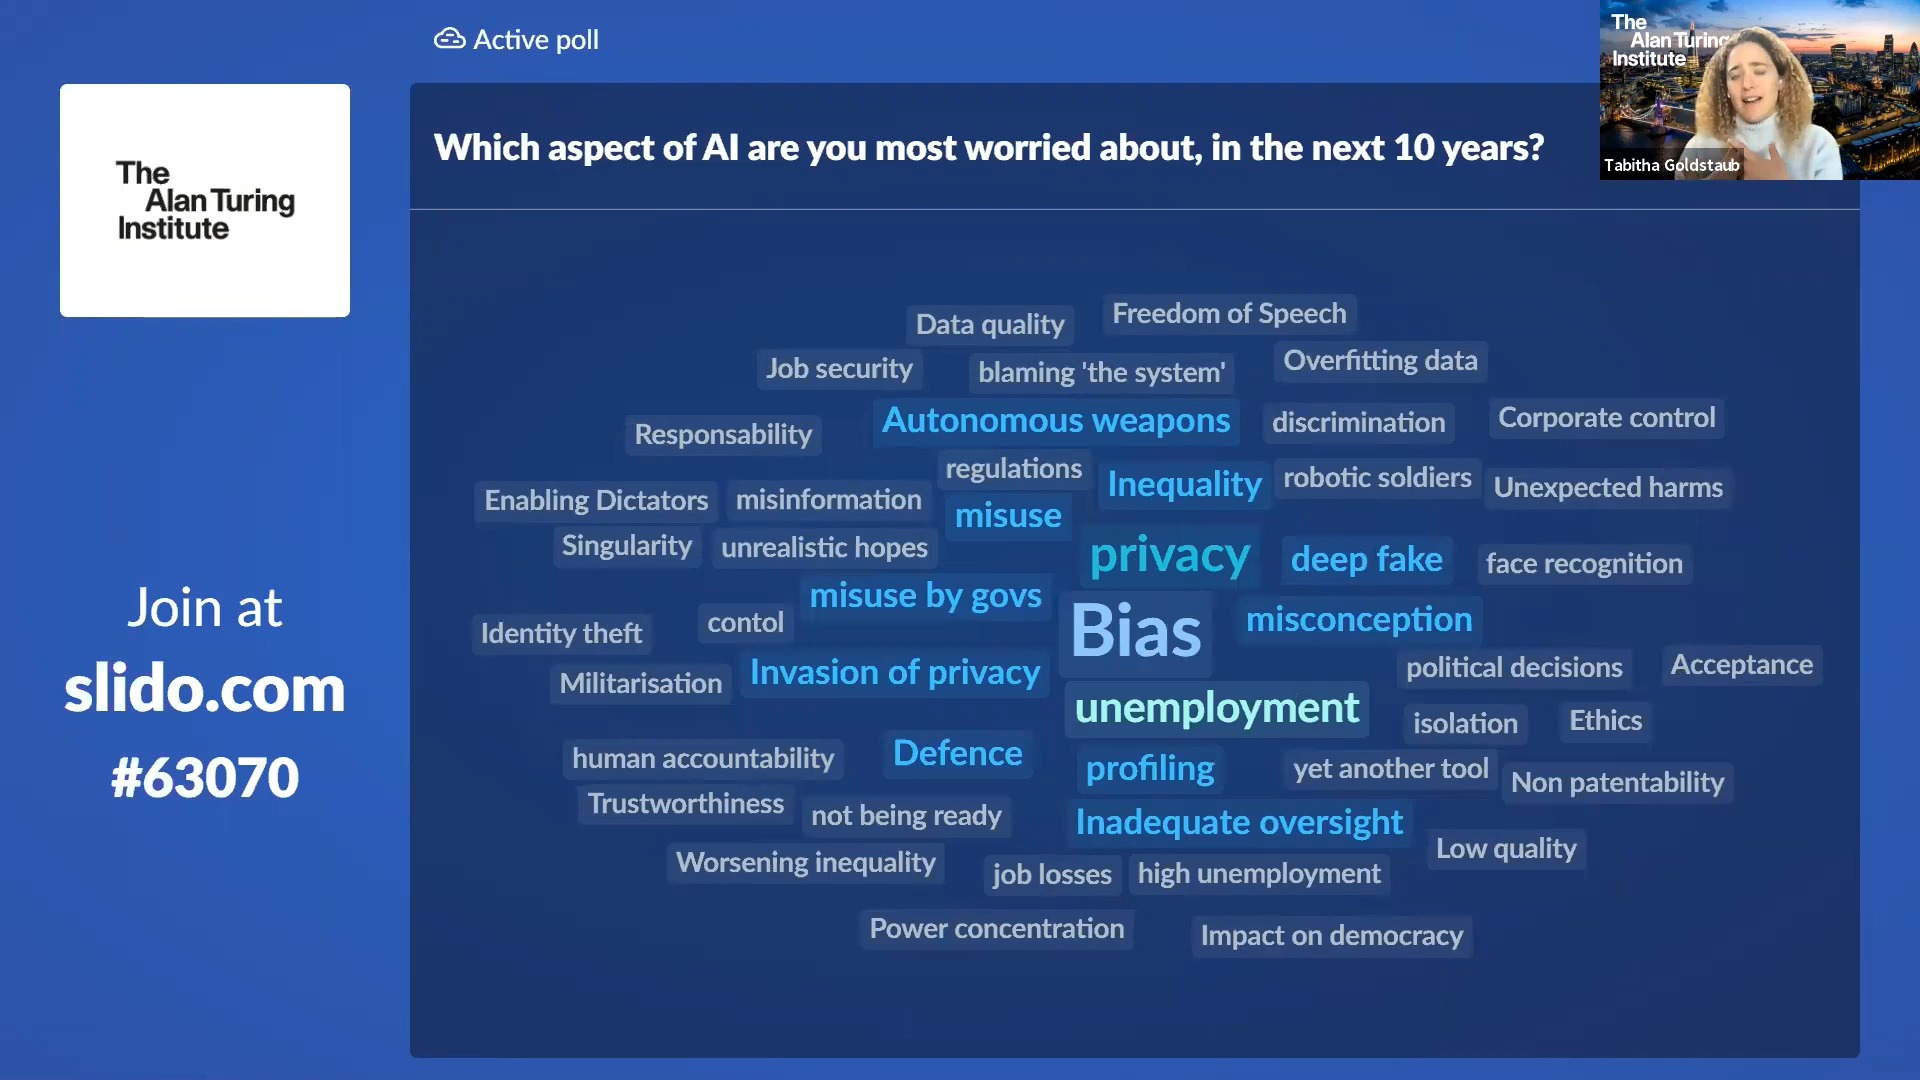 Active poll
The
Alan Turing
Institute
Which aspect of AI are you most worried about, in the next 10 years?
The
Alan Turing
Institute
Tabitha Goldstaub
Join at
slido.com
#63070
Data quality
Freedom of Speech
Job security
blaming 'the system'
Overfitting data
Responsability
Autonomous weapons
discrimination
Corporate control
regulations
Inequality
robotic soldiers
Unexpected harms
Enabling Dictators
misinformation
misuse
Singularity
unrealistic hopes
privacy
deep fake
face recognition
misuse by govs
Identity theft
contol
Bias
misconception
Militarisation
Invasion of privacy
political decisions
Acceptance
unemployment
isolation
Ethics
human accountability
Defence
profiling
yet another tool
Non patentability
Trustworthiness
not being ready
Inadequate oversight
Low quality
Worsening inequality
job losses
high unemployment
Power concentration
Impact on democracy